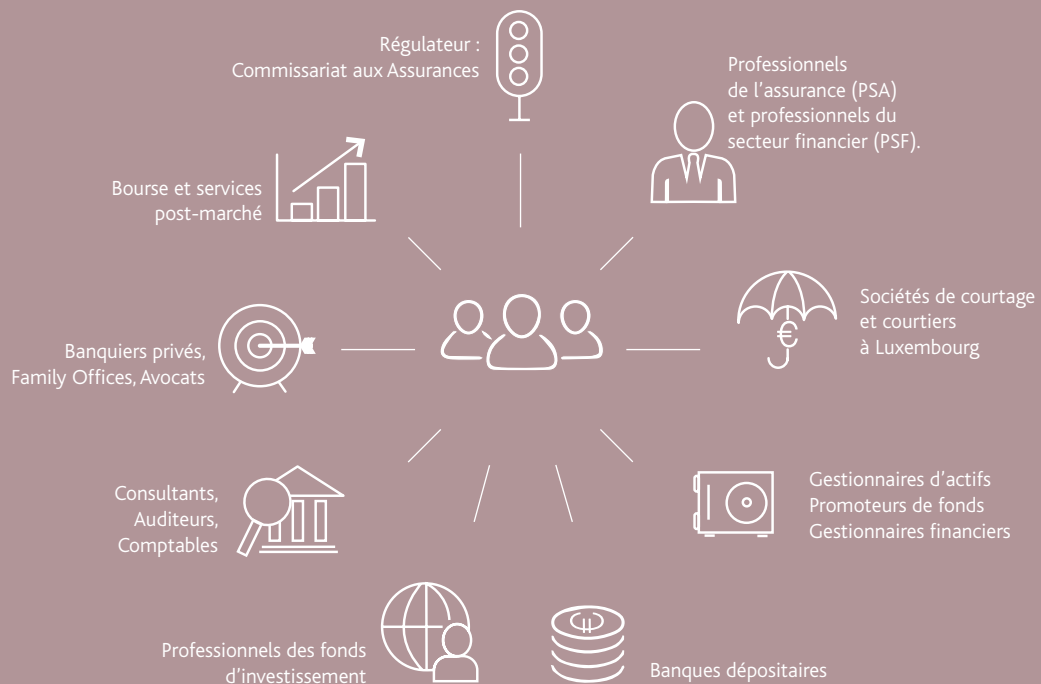 Régulateur :
Commissariat aux Assurances
Professionnels
de l'assurance (PSA)
et professionnels du
secteur financier (PSF).
Bourse et services
post-marché
Sociétés de courtage
et courtiers
à Luxembourg
Banquiers privés,
Family Offices, Avocats
Gestionnaires d'actifs
Promoteurs de fonds
Gestionnaires financiers
Consultants,
Auditeurs,
Comptables
Professionnels des fonds
d'investissement
Banques dépositaires